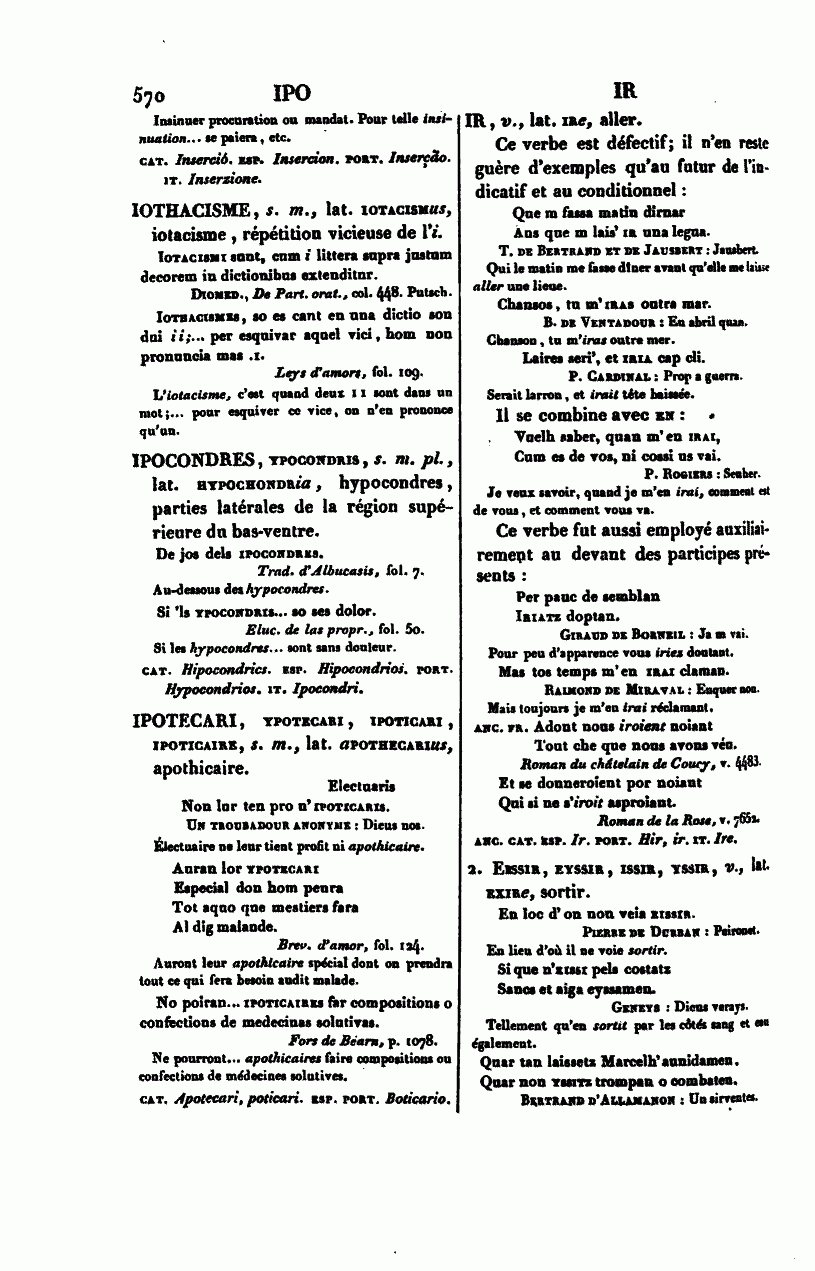 570 IPO IR
Insinuer procuration ou mandat. Pour telle insi-
nuation... se paiera, etc.
CAT. Inserció. ESP. Insercion. PORT. Inserção.
IT. Inserzione.
IOTHACISME, s. m., lat. IOTACISMus,
iotacisme, répétition vicieuse de l'i.
IOTACISMI sunt, cum i littera supra justum
decorem in dictionibus extenditur.
DIOMED., De Part. orat., col. 448. Putsch.
IOTHACISMES, so es cant en una dictio son
dui ii;... per esquivar aquel vici, hom non
pronuncia mas .I.
Leys d'amors, fol. 109.
L'iotacisme, c'est quand deux I I sont dans un
mot;... pour esquiver ce vice, on n'en prononce
qu'un.
IPOCONDRES, YPOCONDRIS, s. m. pl.,
lat. HYPOCHONDRia, hypocondres,
parties latérales de la région supé-
rieure du bas-ventre.
De jos dels IPOCONDRES.
Trad. d'Albucasis, fol. 7.
Au-dessous des hypocondres.
Si 'ls YPOCONDRIS... so ses dolor.
Eluc. de las propr., fol. 50.
Si les hypocondres... sont sans douleur.
CAT. Hipocondrics. ESP. Hipocondrios. PORT.
Hypocondrios. IT. Ipocondri.
IPOTECARI, YPOTECARI, IPOTICARI,
IPOTICAIRE, s. m., lat. aPOTHECARIus,
apothicaire.
Electuaris
Non lur ten pro n'IPOTICARIS.
UN TROUBADOUR ANONYME : Dieus nos.
Électuaire ne leur tient profit ni apothicaire.
Auran lor YPOTECARI
Especial don hom penra
Tot aquo que mestiers fara
Al dig malande.
Brev. d'amor, fol. 124.
Auront leur apothicaire spécial dont on prendra
tout ce qui fera besoin audit malade.
No poiran... IPOTICAIRES far compositions o
confections de medecinas solutivas.
Fors de Béarn, p. 1078.
Ne pourront... apothicaires faire compositions ou
confections de médecines solutives.
CAT. Apotecari, poticari. ESP. PORT. Boticario.
IR, v., lat. IRe, aller.
Ce verbe est défectif; il n'en reste
guère d'exemples qu'au futur de l'in-
dicatif et au conditionnel :
Que m fassa matin dirnar
Ans que m lais' IR una legua.
T. DE BERTRAND ET DE JAUSBERT : Jausbert.
Qui le matin me fasse dîner avant qu'elle me laisse
aller une lieue.
Chansos, tu m'IRAS outra mar.
B. DE VENTADOUR : En abril quan.
Chanson, tu m'iras outre mer.
Laires seri', et IRIA cap cli.
P. CARDINAL : Prop a guerra.
Serait larron, et irait tête baissée.
Il se combine avec EN :
Vuelh saber, quan m'en IRAI,
Cum es de vos, ni cossi us vai.
P. ROGIERS : Senher.
Je veux savoir, quand je m'en irai, comment est
de vous, et comment vous va.
Ce verbe fut aussi employé auxiliai-
rement au devant des participes pré-
sents :
Per pauc de semblan
IRIATZ doptan.
GIRAUD DE BORNEIL : Ja m vai.
Pour peu d'apparence vous iriez doutant.
Mas tos temps m'en IRAI claman.
RAIMOND DE MIRAVAL : Enquer non.
Mais toujours je m'en irai réclamant.
ANC. FR. Adont nous iroient noiant
Tout che que nous avons véu.
Roman du châtelain de Coucy, v. 4483.
Et se donneroient por noiant
Qui si ne s'iroit asproiant.
Roman de la Rose, v. 7652.
ANC. CAT. ESP. Ir. PORT. Hir, ir. IT. Ire.
2. EISSIR, EYSSIR, ISSIR, YSSIR, v., lat.
EXIRe, sortir.
En loc d'on non veia EISSIR.
PIERRE DE DURBAN : Peironet.
En lieu d'où il ne voie sortir.
Si que n'EISSI pels costatz
Sancs et aiga eyssamen.
GENEYS : Dieus verays.
Tellement qu'en sortit par les côtés sang et eau
également.
Quar tan laissetz Marcelh' aunidamen.
Quar non YSSITZ trompan o combaten.
BERTRAND D'ALLAMANON : Un sirventes.